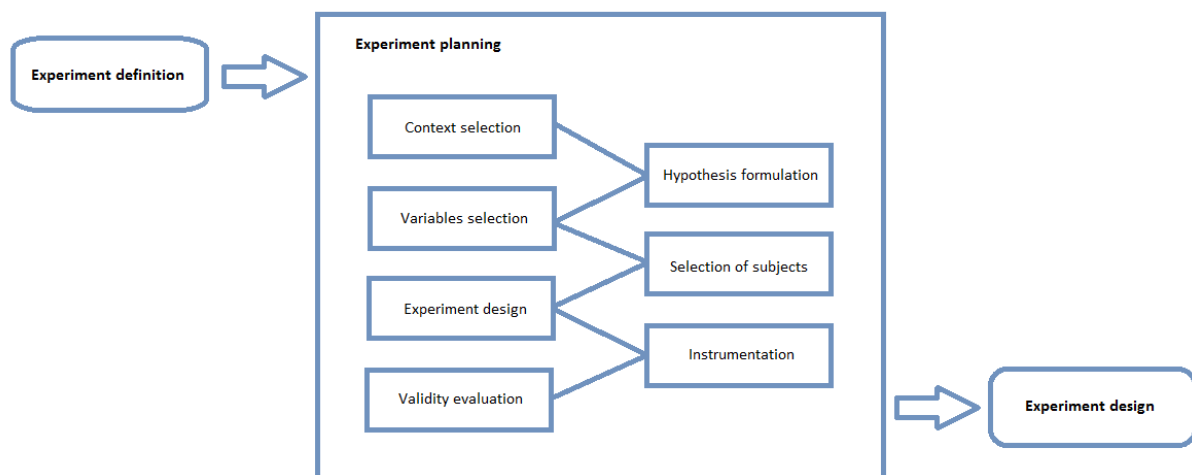 Experiment definition
Experiment planning
Context selection
Hypothesis formulation
Variables selection
Selection of subjects
Experiment design
Instrumentation
Validity evaluation
Experiment design